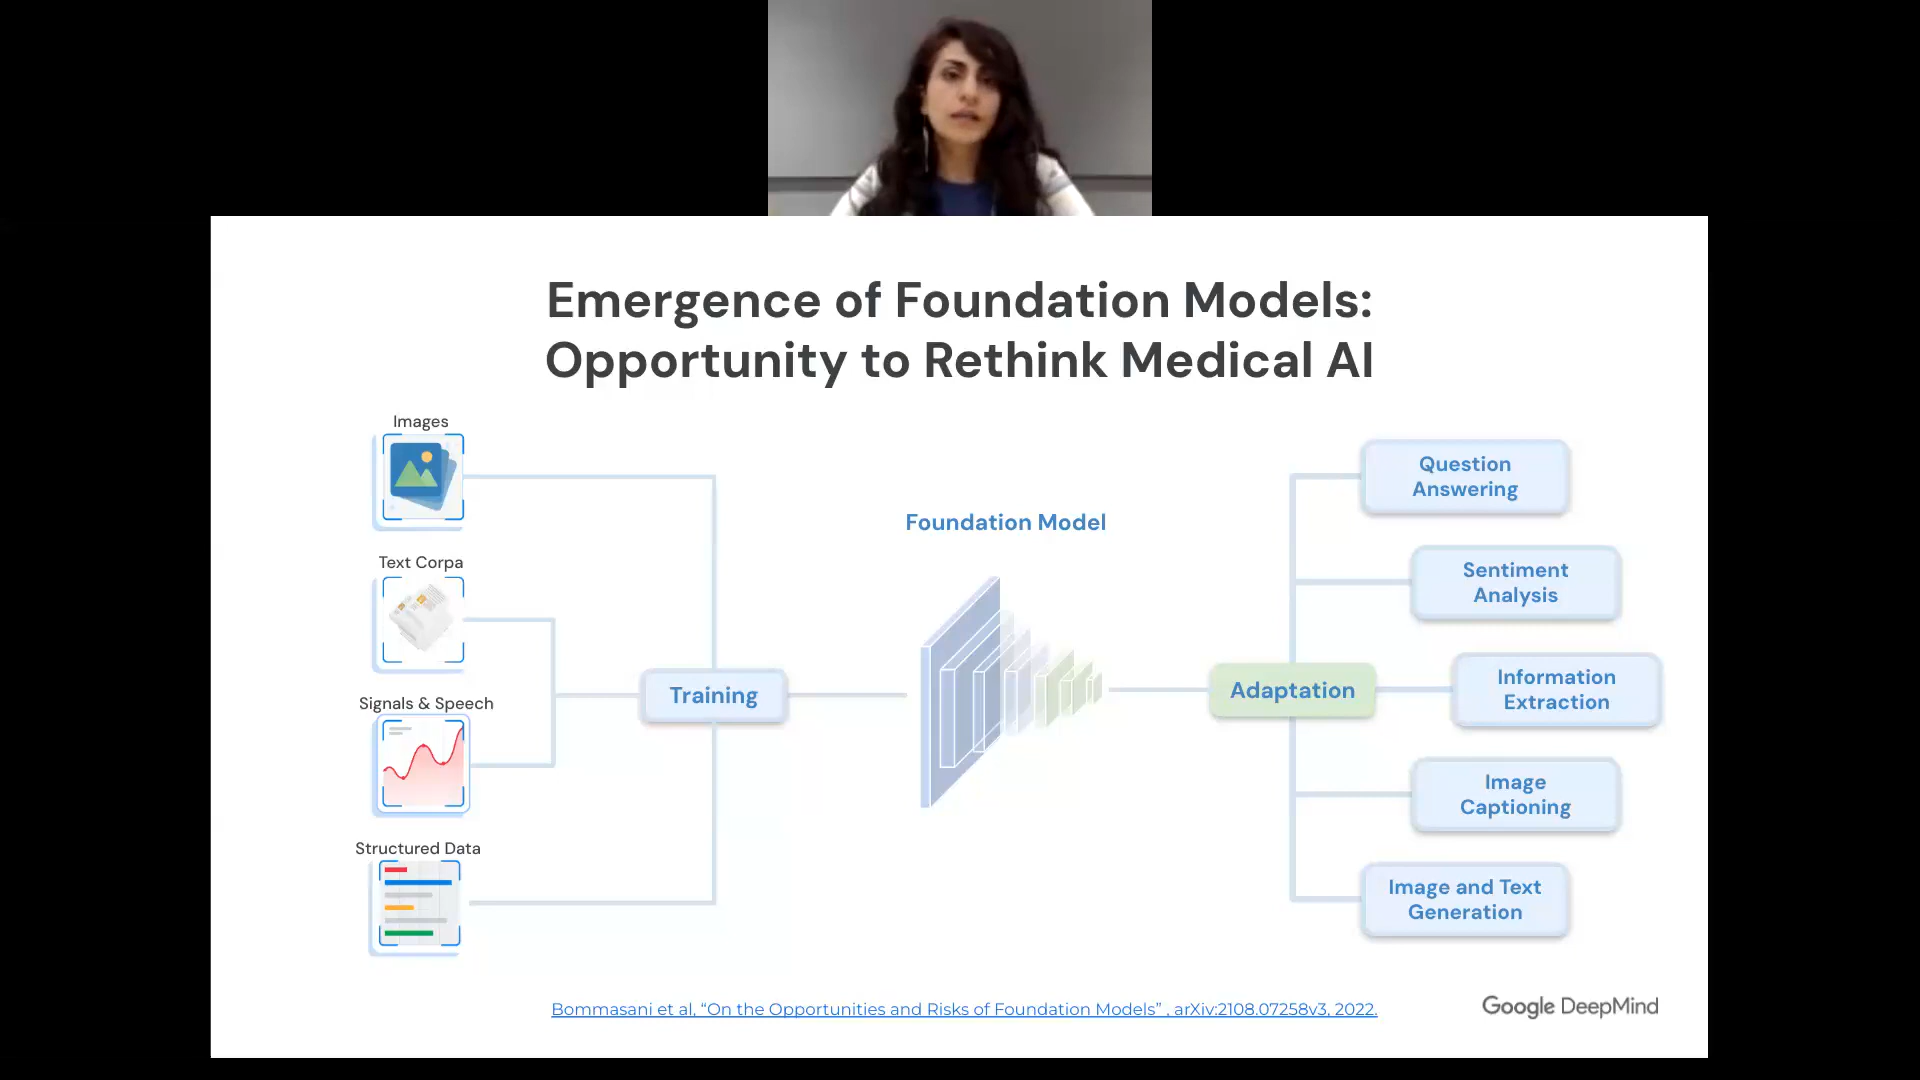 Emergence of Foundation Models:
Opportunity to Rethink Medical AI
Images
Text Corpa
Signals & Speech
Structured Data
Training
Foundation Model
Adaptation
Question
Answering
Sentiment
Analysis
Information
Extraction
Image
Captioning
Image and Text
Generation
Bommasani et al, “On the Opportunities and Risks of Foundation Models” , arXiv:2108.07258v3, 2022.
Google DeepMind